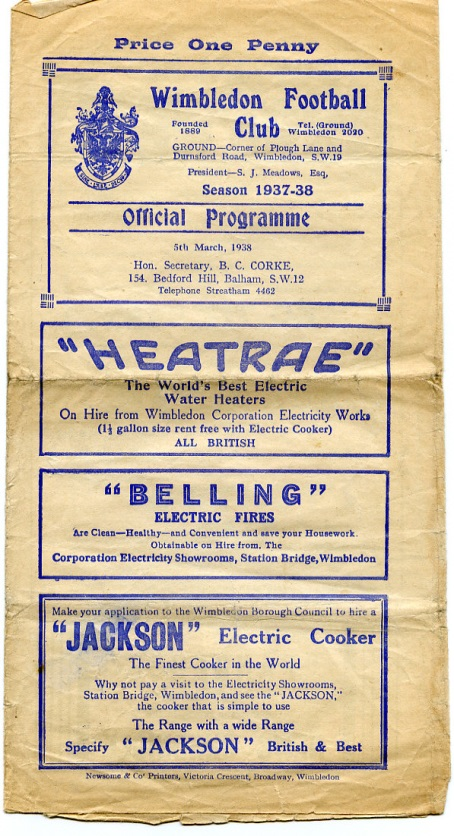 Price One Penny
Wimbledon Football
Founded 1889
Club
Tel. (Ground) Wimbledon 2020
GROUND—Corner of Plough Lane and
Durnsford Road, Wimbledon, S.W.19
President—S. J. Meadows, Esq,
Season 1937-38
Official Programme
5th March, 1938
Hon. Secretary, B. C. CORKE,
154. Bedford Hill, Balham, S.W.12
Telephone Streatham 4462
"HEATRAE"
The World's Best Electric
Water Heaters
On Hire from Wimbledon Corporation Electricity Works
(1½ gallon size rent free with Electric Cooker)
ALL BRITISH
"BELLING"
ELECTRIC FIRES
Are Clean—Healthy—and Convenient and save your Housework.
Obtainable on Hire from, The
Corporation Electricity Showrooms, Station Bridge, Wimbledon
Make your application to the Wimbledon Borough Council to hire a
"JACKSON" Electric Cooker
The Finest Cooker in the World
Why not pay a visit to the Electricity Showrooms,
Station Bridge, Wimbledon, and see the "JACKSON,"
the cooker that is simple to use
The Range with a wide Range
Specify "JACKSON" British & Best
Newsome & Co' Printers, Victoria Crescent, Broadway, Wimbledon